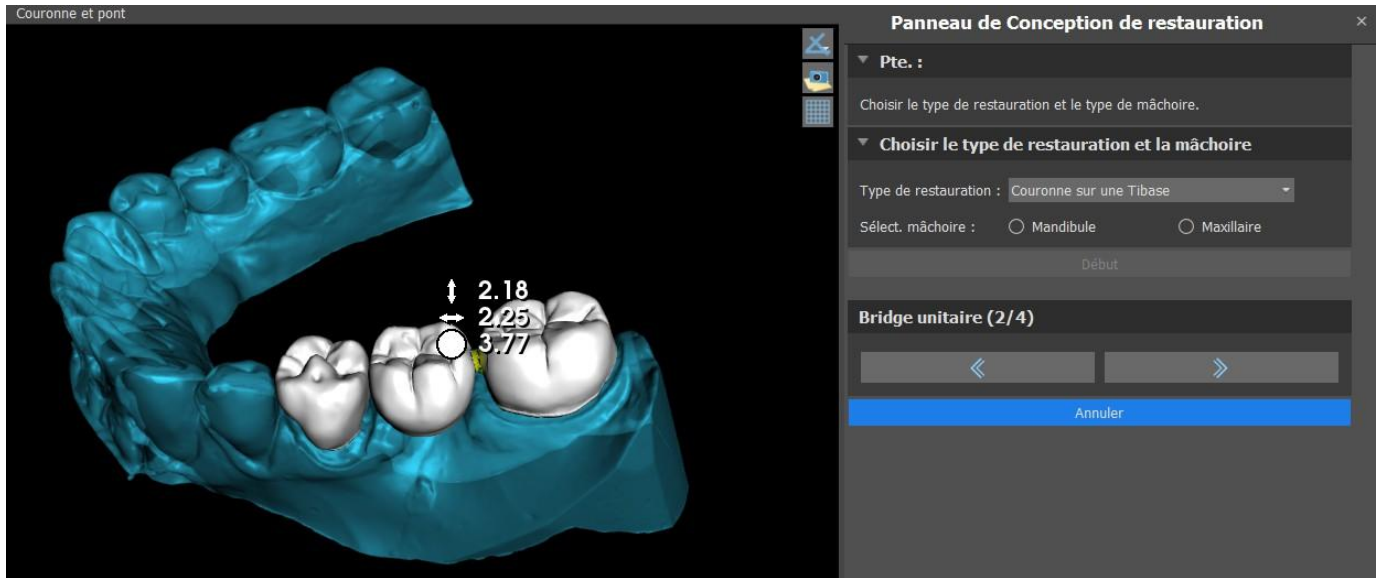 Couronne et pont
2.18
2.25
3.77
Panneau de Conception de restauration
Pte. :
Choisir le type de restauration et le type de mâchoire.
Choisir le type de restauration et la mâchoire
Type de restauration : Couronne sur une Tibase
Sélect. mâchoire : Mandibule Maxillaire
Début
Bridge unitaire (2/4)
Annuler